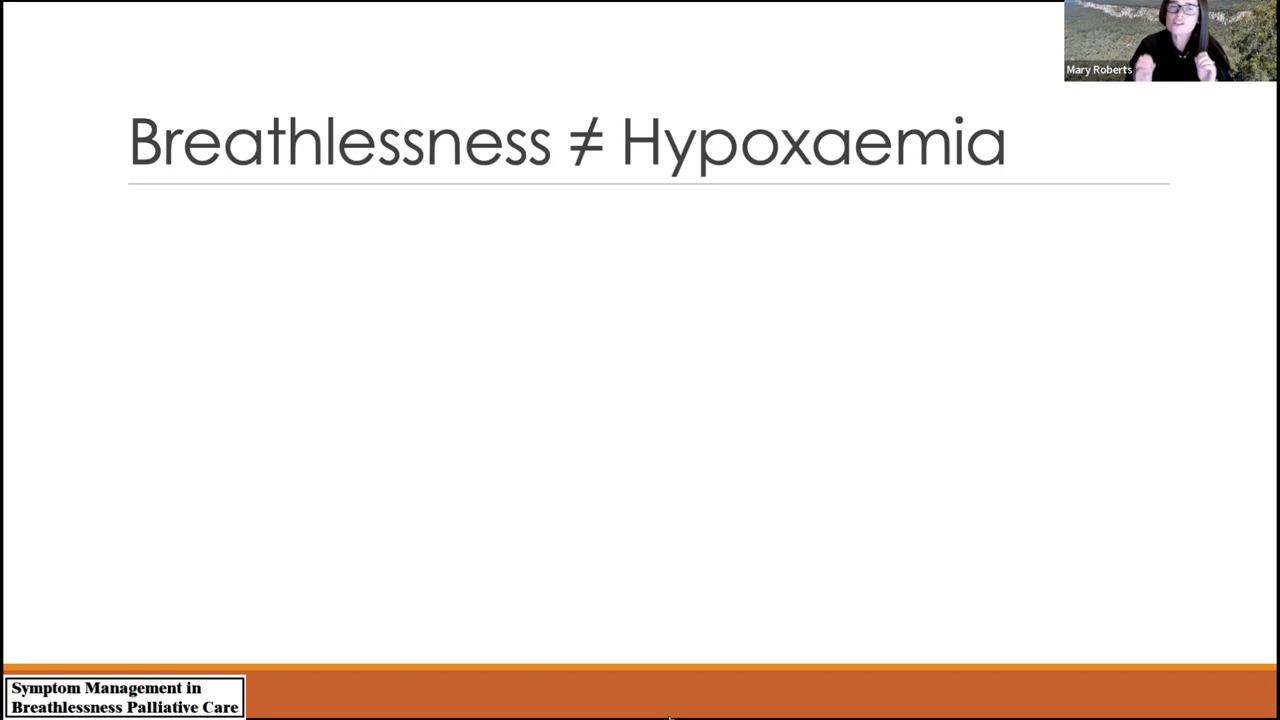 Mary Roberts
Breathlessness ≠ Hypoxaemia
Symptom Management in
Breathlessness Palliative Care